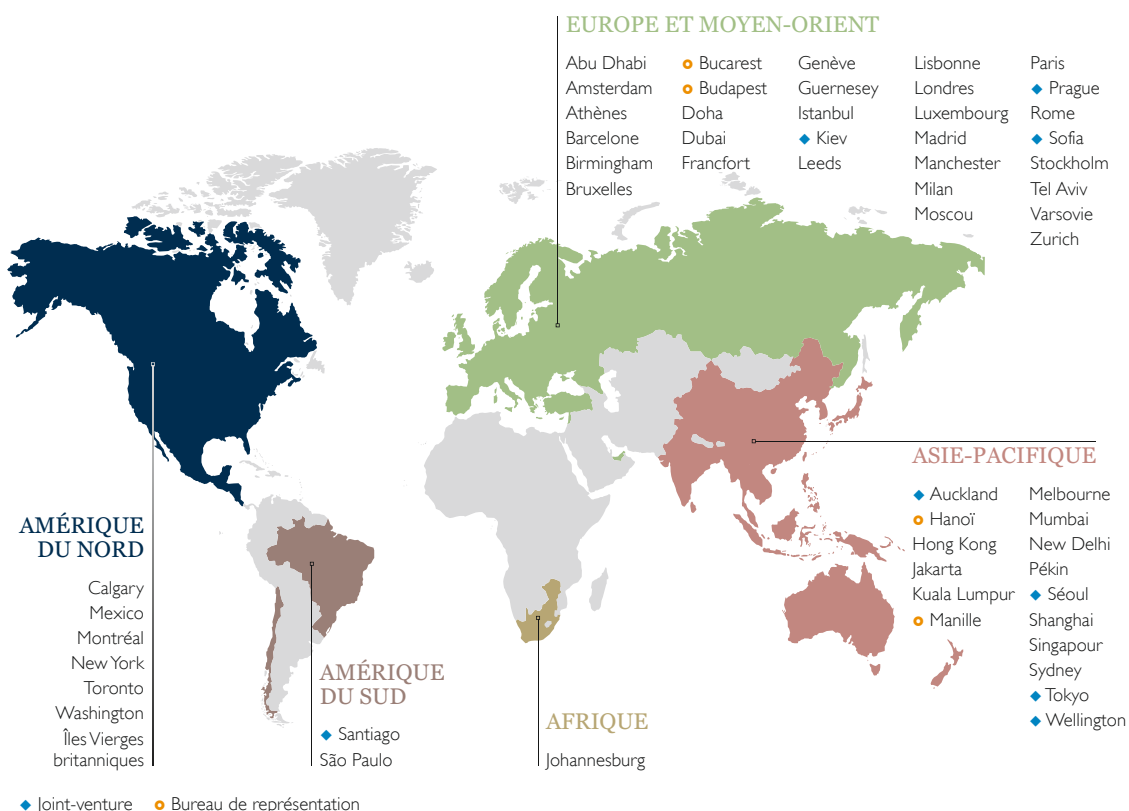 EUROPE ET MOYEN-ORIENT
Abu Dhabi
Amsterdam
Athènes
Barcelone
Birmingham
Bruxelles
Bucarest
Budapest
Doha
Dubai
Francfort
Genève
Guernesey
Istanbul
◆ Kiev
Leeds
Lisbonne
Londres
Luxembourg
Madrid
Manchester
Milan
Moscou
Paris
◆ Prague
Rome
◆ Sofia
Stockholm
Tel Aviv
Varsovie
Zurich
AMÉRIQUE
DU NORD
Calgary
Mexico
Montréal
New York
Toronto
Washington
Îles Vierges
britanniques
AMÉRIQUE
DU SUD
◆ Santiago
São Paulo
AFRIQUE
Johannesburg
ASIE-PACIFIQUE
◆ Auckland
Hanoï
Hong Kong
Jakarta
Kuala Lumpur
Manille
Melbourne
Mumbai
New Delhi
Pékin
◆ Séoul
Shanghai
Singapour
Sydney
◆ Tokyo
◆ Wellington
◆ Joint-venture Bureau de représentation